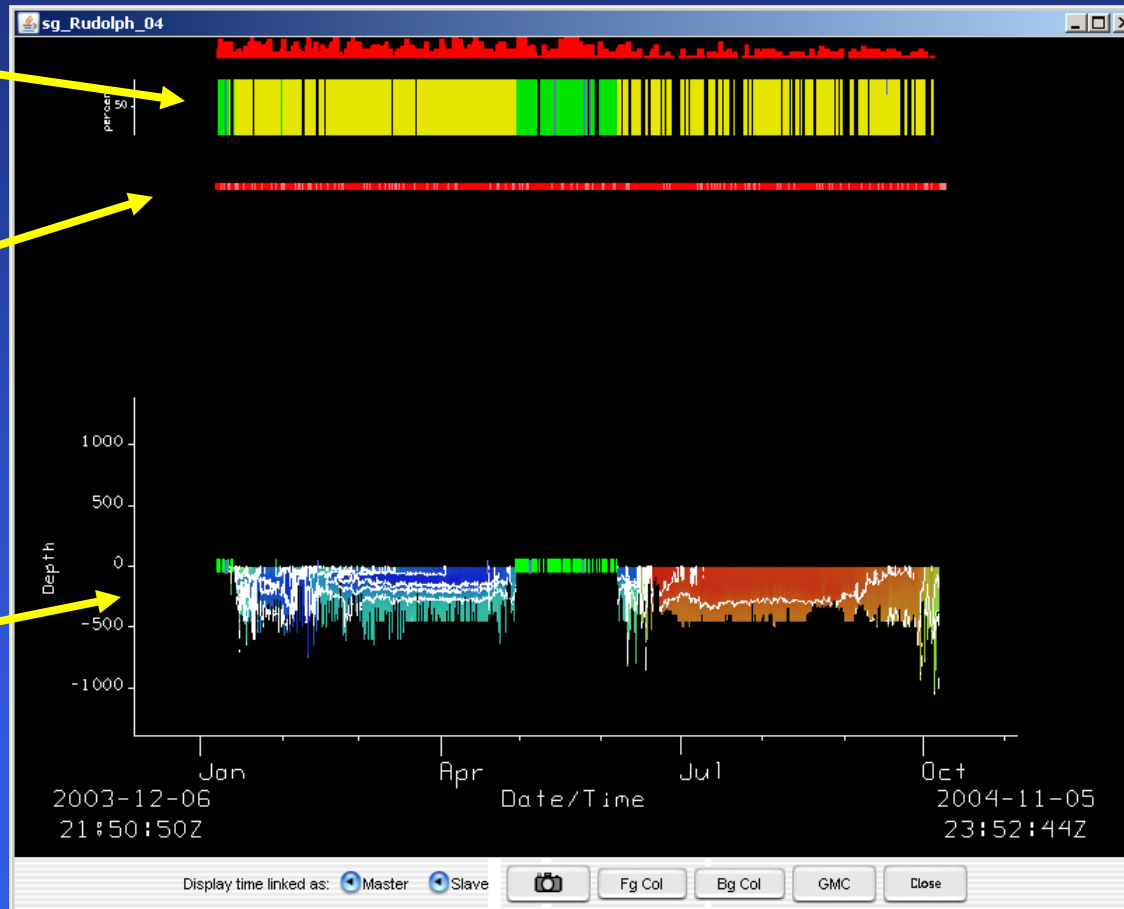 sg_Rudolph_04
50
1000
500
0
Depth
-500
-1000
Jan Apr Jul Oct
2003-12-06 Date/Time 2004-11-05
21:50:50Z 23:52:44Z
Display time linked as: Master Slave Fg Col Bg Col GMC Close